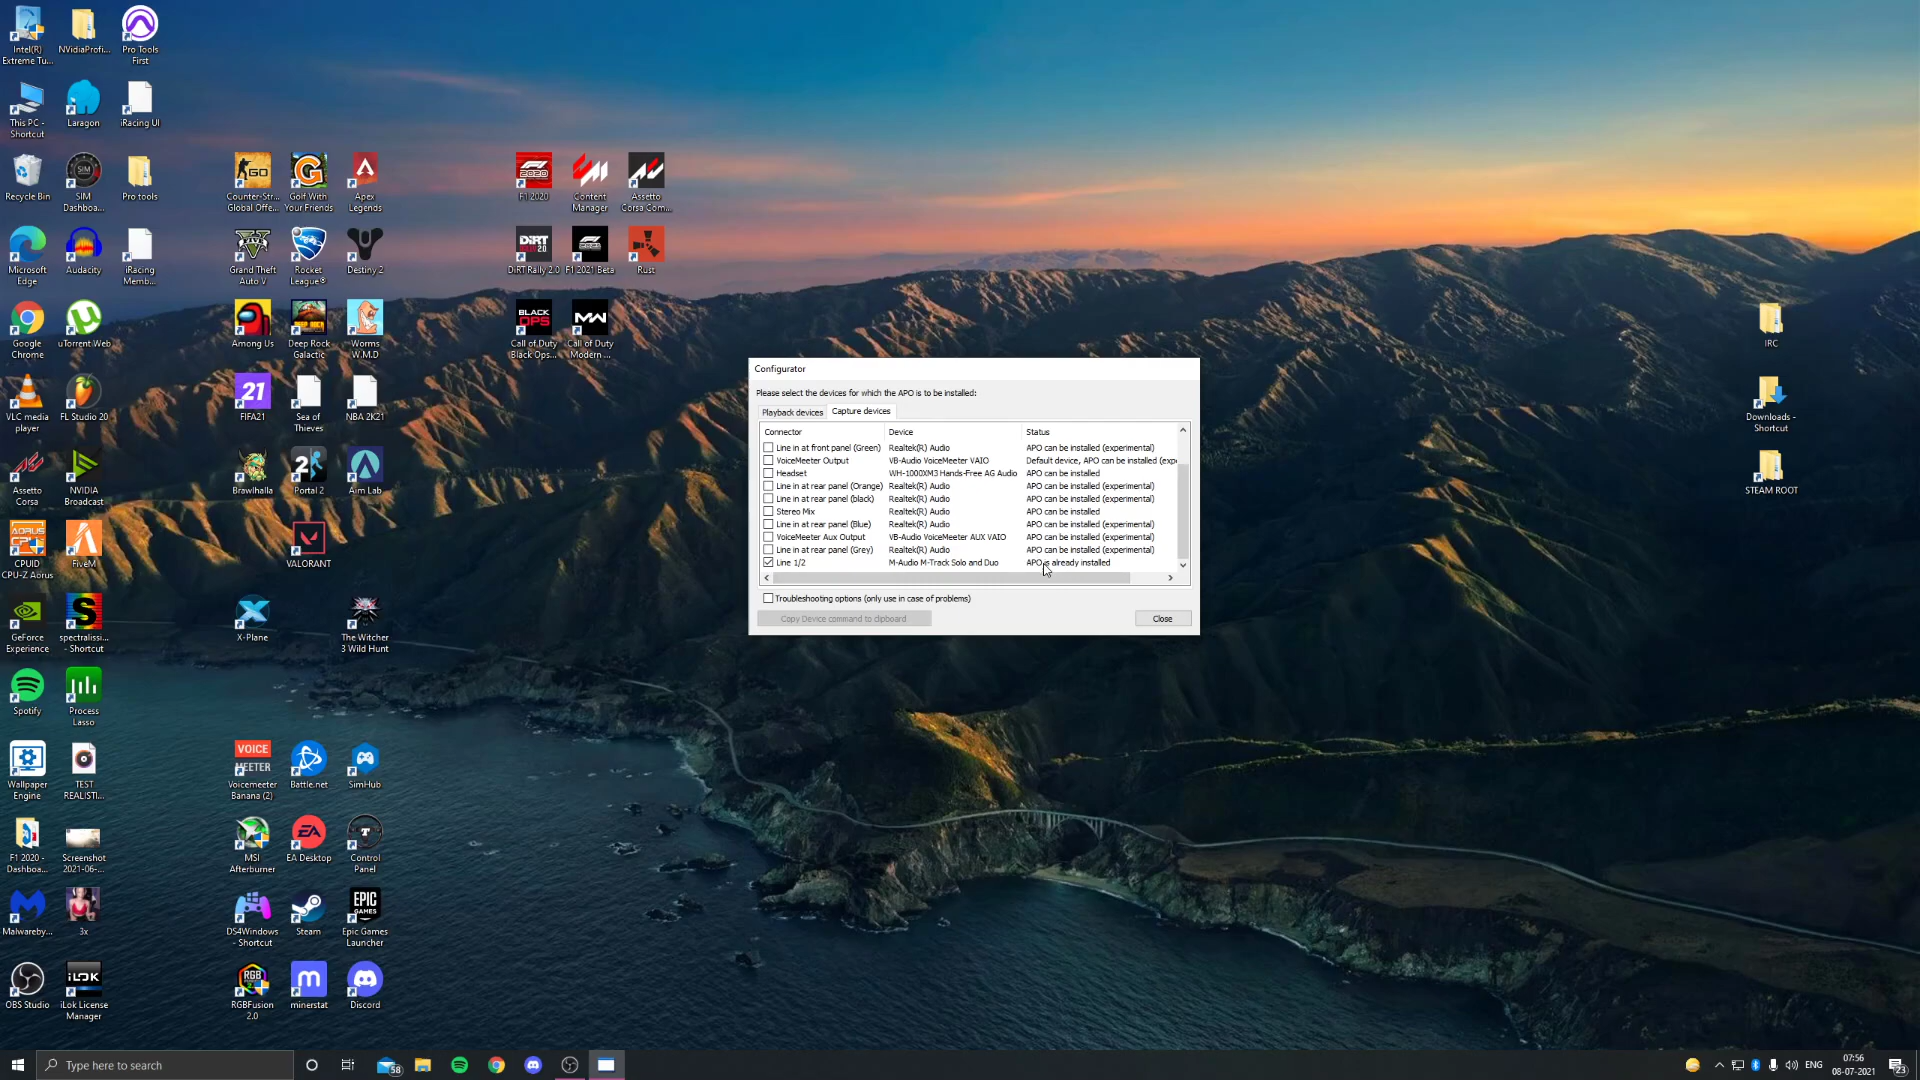 Intel(R) Extreme Tu...
NVidiaProfi...
Pro Tools First
This PC - Shortcut
Laragon
iRacing UI
Recycle Bin
SIM Dashboa...
Pro tools
Counter-Str... Global Offe...
Golf With Your Friends
Apex Legends
F1 2020
Content Manager
Assetto Corsa Com...
Microsoft Edge
Audacity
iRacing Memb...
Grand Theft Auto V
Rocket League®
Destiny 2
DiRT Rally 2.0
F1 2021 Beta
Rust
Google Chrome
uTorrent Web
Among Us
Deep Rock Galactic
Worms W.M.D
BLACK OPS
Call of Duty Black Ops...
MW
Call of Duty Modern ...
IRC
VLC media player
FL Studio 20
21
FIFA21
Sea of Thieves
NBA 2K21
Downloads - Shortcut
Assetto Corsa
NVIDIA Broadcast
Brawlhalla
Portal 2
Aim Lab
STEAM ROOT
CPUID CPU-Z Aorus
FiveM
VALORANT
GeForce Experience
spectralissi... - Shortcut
X-Plane
The Witcher 3 Wild Hunt
Spotify
Process Lasso
Wallpaper Engine
TEST REALISTI...
VOICE MEETER
Voicemeeter Banana (2)
Battle.net
SimHub
F1 2020 - Dashboa...
Screenshot 2021-06-...
MSI Afterburner
EA
EA Desktop
Control Panel
Malwareby...
3x
DS4Windows - Shortcut
Steam
EPIC GAMES
Epic Games Launcher
OBS Studio
iLOK
iLok License Manager
RGB
RGBFusion 2.0
minerstat
Discord
Configurator
Please select the devices for which the APO is to be installed:
Playback devices Capture devices
Connector Device Status
Line in at front panel (Green) Realtek(R) Audio APO can be installed (experimental)
VoiceMeeter Output VB-Audio VoiceMeeter VAIO Default device, APO can be installed (expe
Headset WH-1000XM3 Hands-Free AG Audio APO can be installed
Line in at rear panel (Orange) Realtek(R) Audio APO can be installed (experimental)
Line in at rear panel (black) Realtek(R) Audio APO can be installed (experimental)
Stereo Mix Realtek(R) Audio APO can be installed
Line in at rear panel (Blue) Realtek(R) Audio APO can be installed (experimental)
VoiceMeeter Aux Output VB-Audio VoiceMeeter AUX VAIO APO can be installed (experimental)
Line in at rear panel (Grey) Realtek(R) Audio APO can be installed (experimental)
Line 1/2 M-Audio M-Track Solo and Duo APO is already installed
Troubleshooting options (only use in case of problems)
Copy Device command to clipboard
Close
Type here to search
58
ENG
07:56
08-07-2021
23